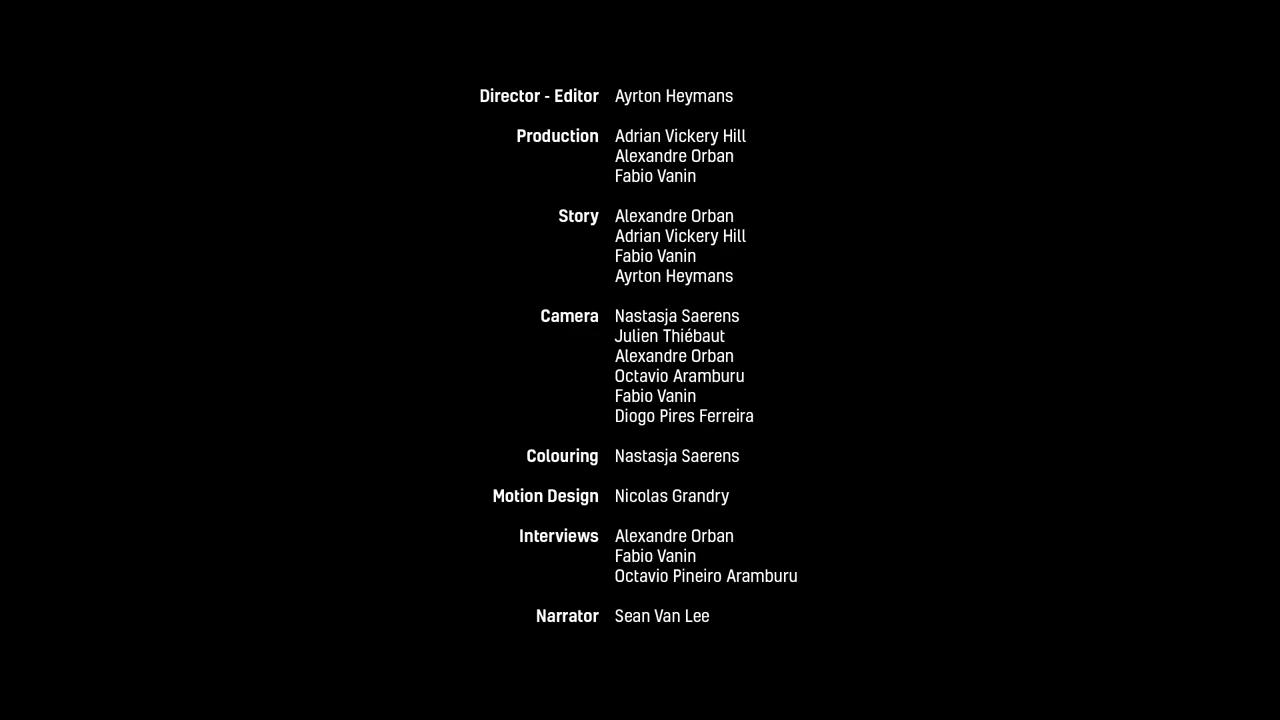 Director - Editor Ayrton Heymans
Production Adrian Vickery Hill
Alexandre Orban
Fabio Vanin
Story Alexandre Orban
Adrian Vickery Hill
Fabio Vanin
Ayrton Heymans
Camera Nastasja Saerens
Julien Thiébaut
Alexandre Orban
Octavio Aramburu
Fabio Vanin
Diogo Pires Ferreira
Colouring Nastasja Saerens
Motion Design Nicolas Grandry
Interviews Alexandre Orban
Fabio Vanin
Octavio Pineiro Aramburu
Narrator Sean Van Lee